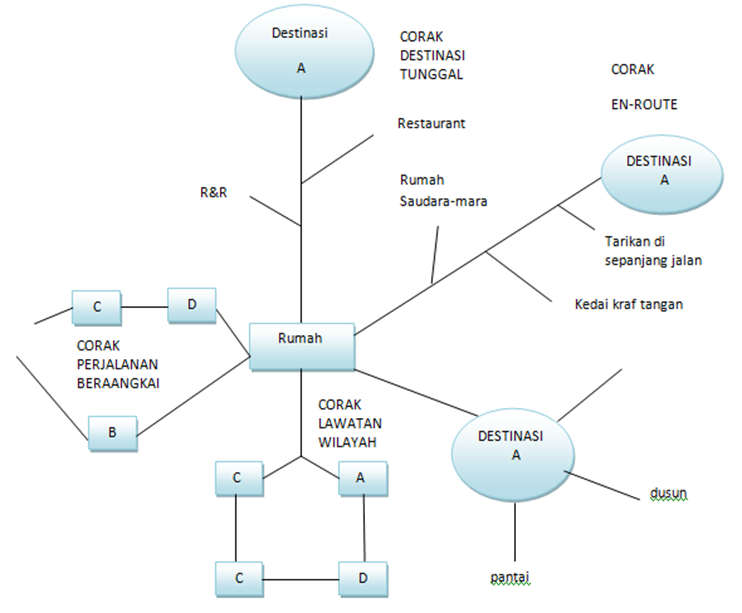 Destinasi
A
CORAK
DESTINASI
TUNGGAL
CORAK
EN-ROUTE
Restaurant
DESTINASI
A
R&R
Rumah
Saudara-mara
Tarikan di
sepanjang jalan
Kedai kraf tangan
C
D
Rumah
CORAK
PERJALANAN
BERAANGKAI
B
CORAK
LAWATAN
WILAYAH
DESTINASI
A
C
A
dusun
C
D
pantai